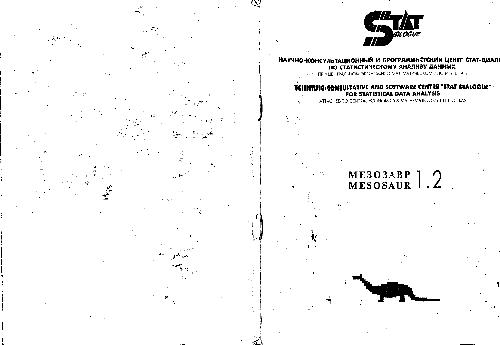 STAT
DIALOGUE
НАУЧНО-КОНСУЛЬТАЦИОННЫЙ И ПРОГРАММНЫЙ ЦЕНТР СТАТ-ДИАЛОГ
ПО СТАТИСТИЧЕСКОМУ АНАЛИЗУ ДАННЫХ
SCIENTIFIC-CONSULTATIVE AND SOFTWARE CENTRE "STAT DIALOGUE"
FOR STATISTICAL DATA ANALYSIS
МЕЗОЗАВР
MESOSAUR 1.2